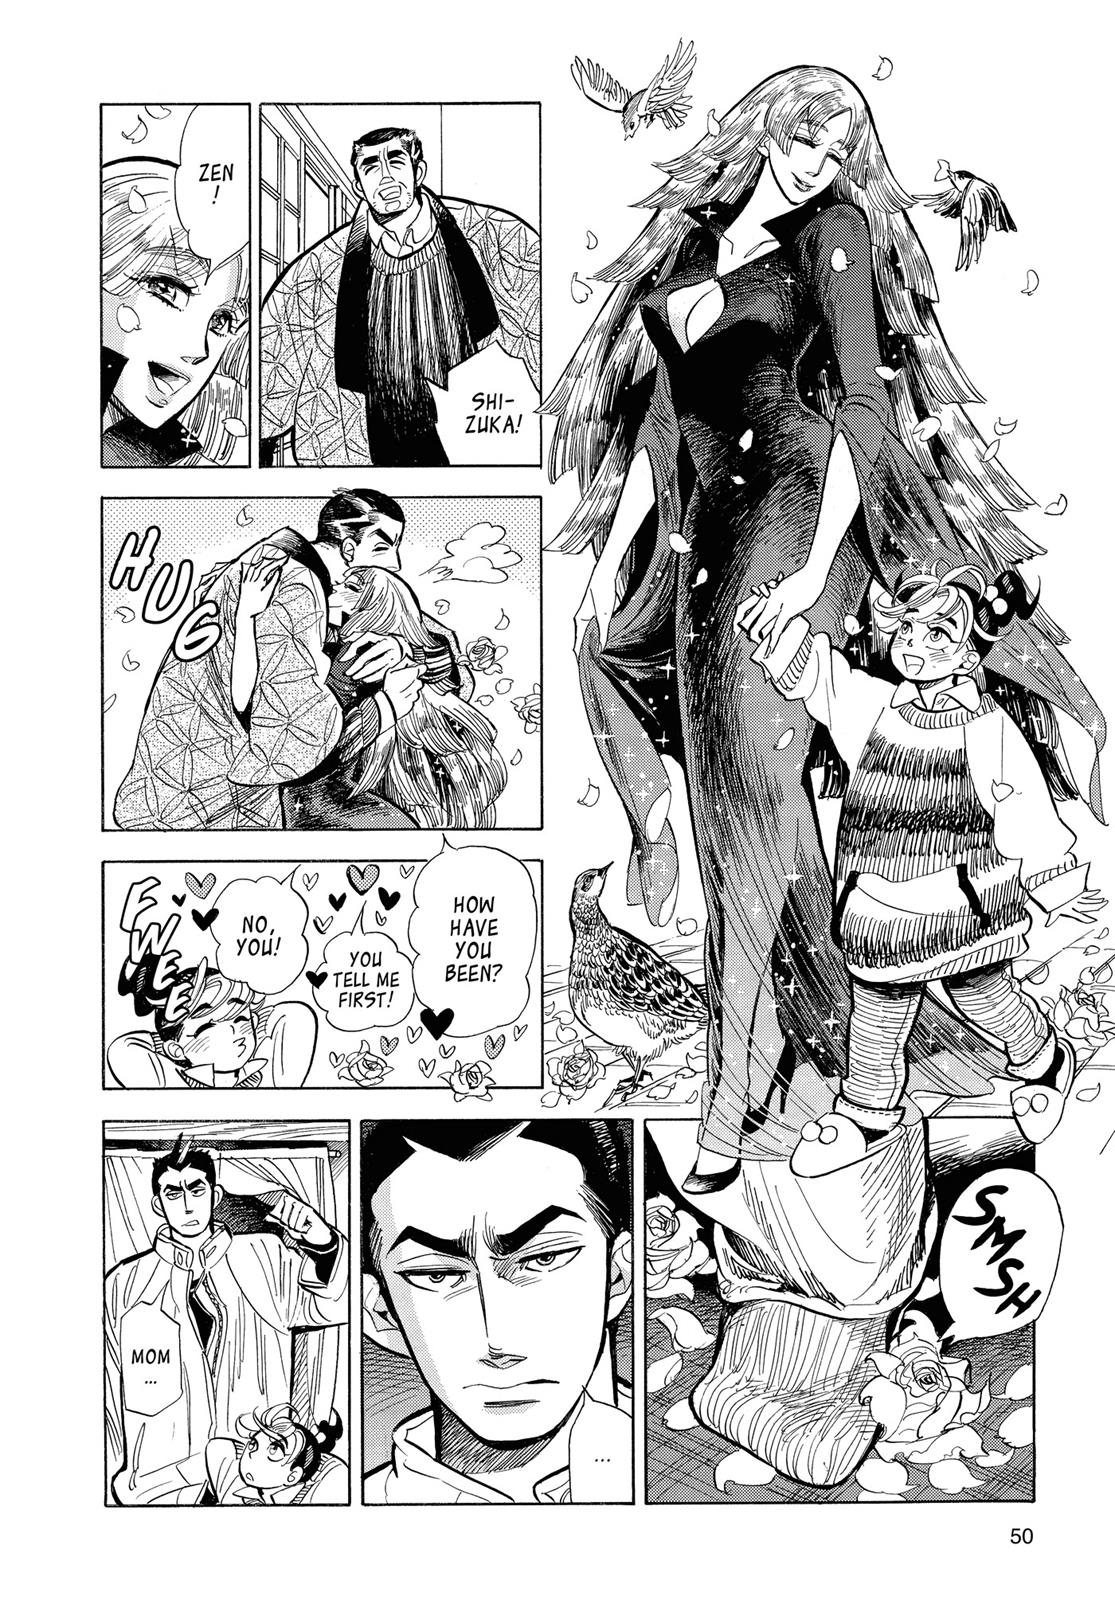 SHI-
ZUKA!
ZEN
!
HUG
HOW
HAVE
YOU
BEEN?
YOU
TELL ME
FIRST!
NO,
YOU!
FWEE
SMSH
...
MOM
...
50